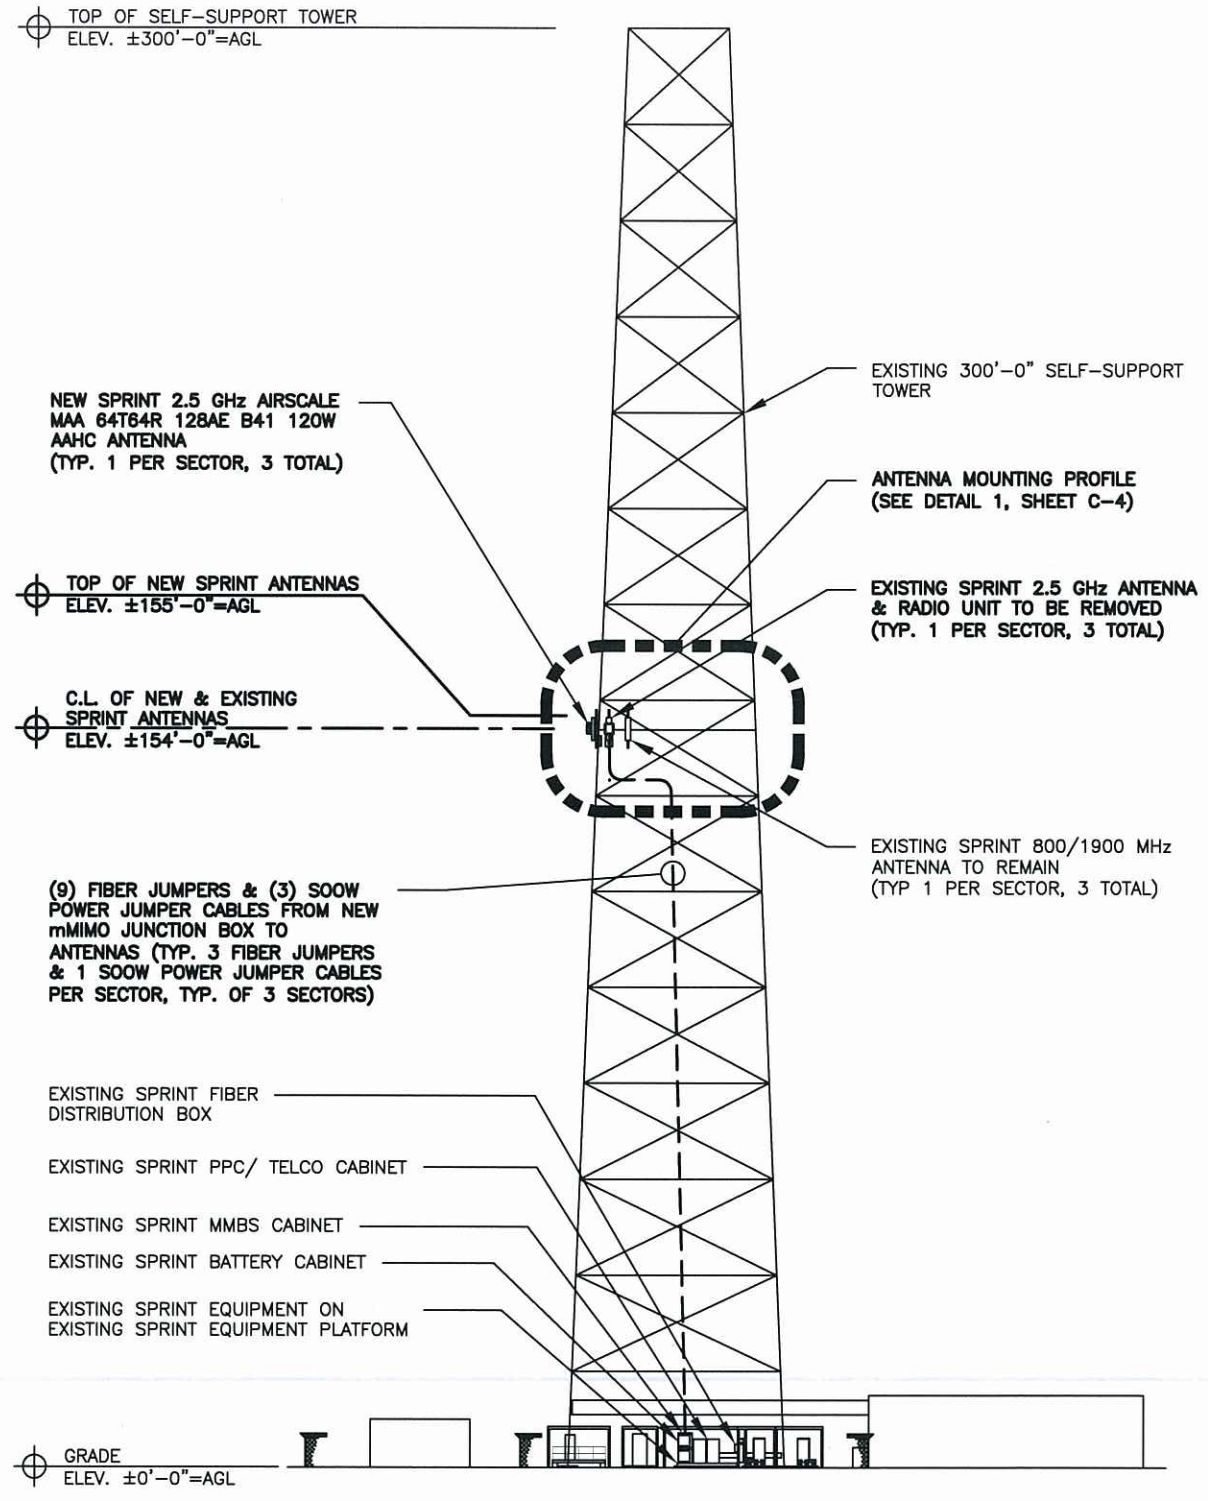 TOP OF SELF-SUPPORT TOWER
ELEV. ±300'-0"=AGL
EXISTING 300'-0" SELF-SUPPORT
TOWER
NEW SPRINT 2.5 GHz AIRSCALE
MAA 64T64R 128AE B41 120W
AAHC ANTENNA
(TYP. 1 PER SECTOR, 3 TOTAL)
ANTENNA MOUNTING PROFILE
(SEE DETAIL 1, SHEET C-4)
TOP OF NEW SPRINT ANTENNAS
ELEV. ±155'-0"=AGL
EXISTING SPRINT 2.5 GHz ANTENNA
& RADIO UNIT TO BE REMOVED
(TYP. 1 PER SECTOR, 3 TOTAL)
C.L. OF NEW & EXISTING
SPRINT ANTENNAS
ELEV. ±154'-0"=AGL
EXISTING SPRINT 800/1900 MHz
ANTENNA TO REMAIN
(TYP 1 PER SECTOR, 3 TOTAL)
(9) FIBER JUMPERS & (3) SOOW
POWER JUMPER CABLES FROM NEW
mMIMO JUNCTION BOX TO
ANTENNAS (TYP. 3 FIBER JUMPERS
& 1 SOOW POWER JUMPER CABLES
PER SECTOR, TYP. OF 3 SECTORS)
EXISTING SPRINT FIBER
DISTRIBUTION BOX
EXISTING SPRINT PPC/ TELCO CABINET
EXISTING SPRINT MMBS CABINET
EXISTING SPRINT BATTERY CABINET
EXISTING SPRINT EQUIPMENT ON
EXISTING SPRINT EQUIPMENT PLATFORM
GRADE
ELEV. ±0'-0"=AGL